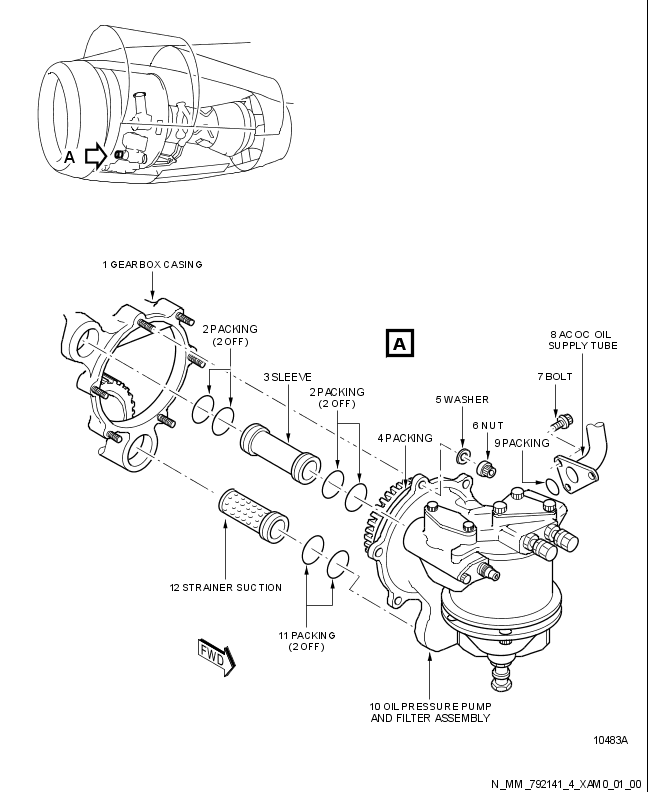 A
1 GEARBOX CASING
2 PACKING
(2 OFF)
8 ACOC OIL
SUPPLY TUBE
A
3 SLEEVE
7 BOLT
2 PACKING
(2 OFF)
5 WASHER
6 NUT
4 PACKING
9 PACKING
12 STRAINER SUCTION
11 PACKING
(2 OFF)
FWD
10 OIL PRESSURE PUMP
AND FILTER ASSEMBLY
10483A
N_MM_792141_4_XAM0_01_00